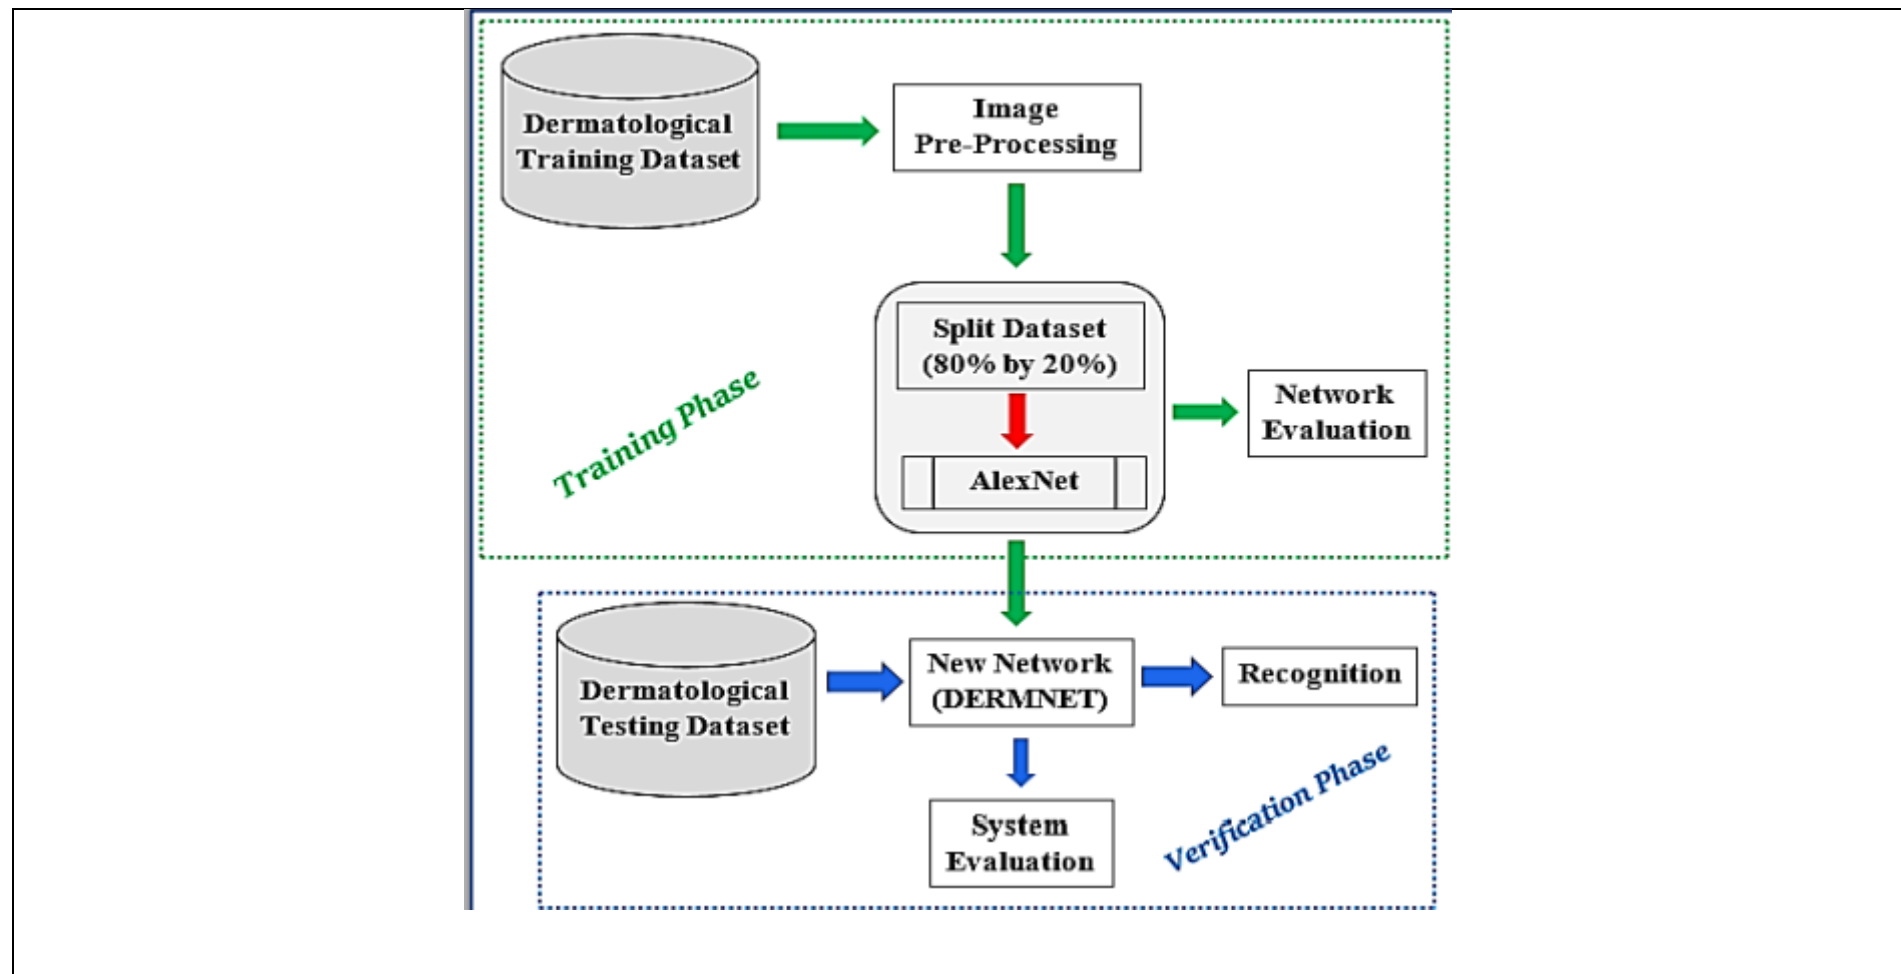 Dermatological
Training Dataset
Image
Pre-Processing
Split Dataset
(80% by 20%)
AlexNet
Network
Evaluation
Training Phase
Dermatological
Testing Dataset
New Network
(DERMNET)
Recognition
System
Evaluation
Verification Phase